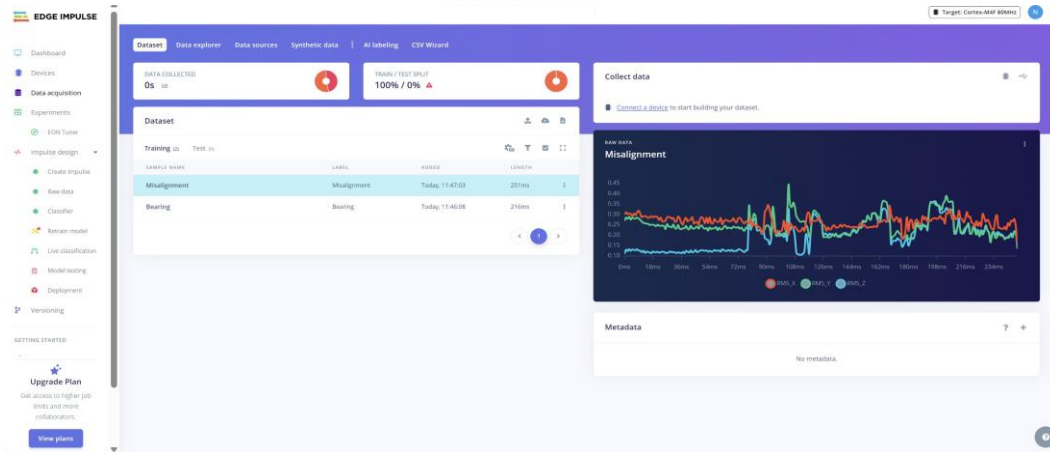 EDGE IMPULSE
Target: Cortex-M4F 80MHz
N
Dashboard
Devices
Data acquisition
Experiments
EON Tuner
Impulse design
Create impulse
Raw data
Classifier
Retrain model
Live classification
Model testing
Deployment
Versioning
GETTING STARTED
Upgrade Plan
Get access to higher job
limits and more
collaborators.
View plans
Dataset Data explorer Data sources Synthetic data | AI labeling CSV Wizard
DATA COLLECTED
0s
TRAIN / TEST SPLIT
100% / 0%
Dataset
Training (2) Test (0)
SAMPLE NAME LABEL ADDED LENGTH
Misalignment Misalignment Today, 11:47:03 251ms
Bearing Bearing Today, 11:46:08 216ms
1
Collect data
Connect a device to start building your dataset.
RAW DATA
Misalignment
0.45
0.40
0.35
0.30
0.25
0.20
0.15
0.10
0ms 18ms 36ms 54ms 72ms 90ms 108ms 126ms 144ms 162ms 180ms 198ms 216ms 234ms
RMS_X RMS_Y RMS_Z
Metadata
?
+
No metadata.
?